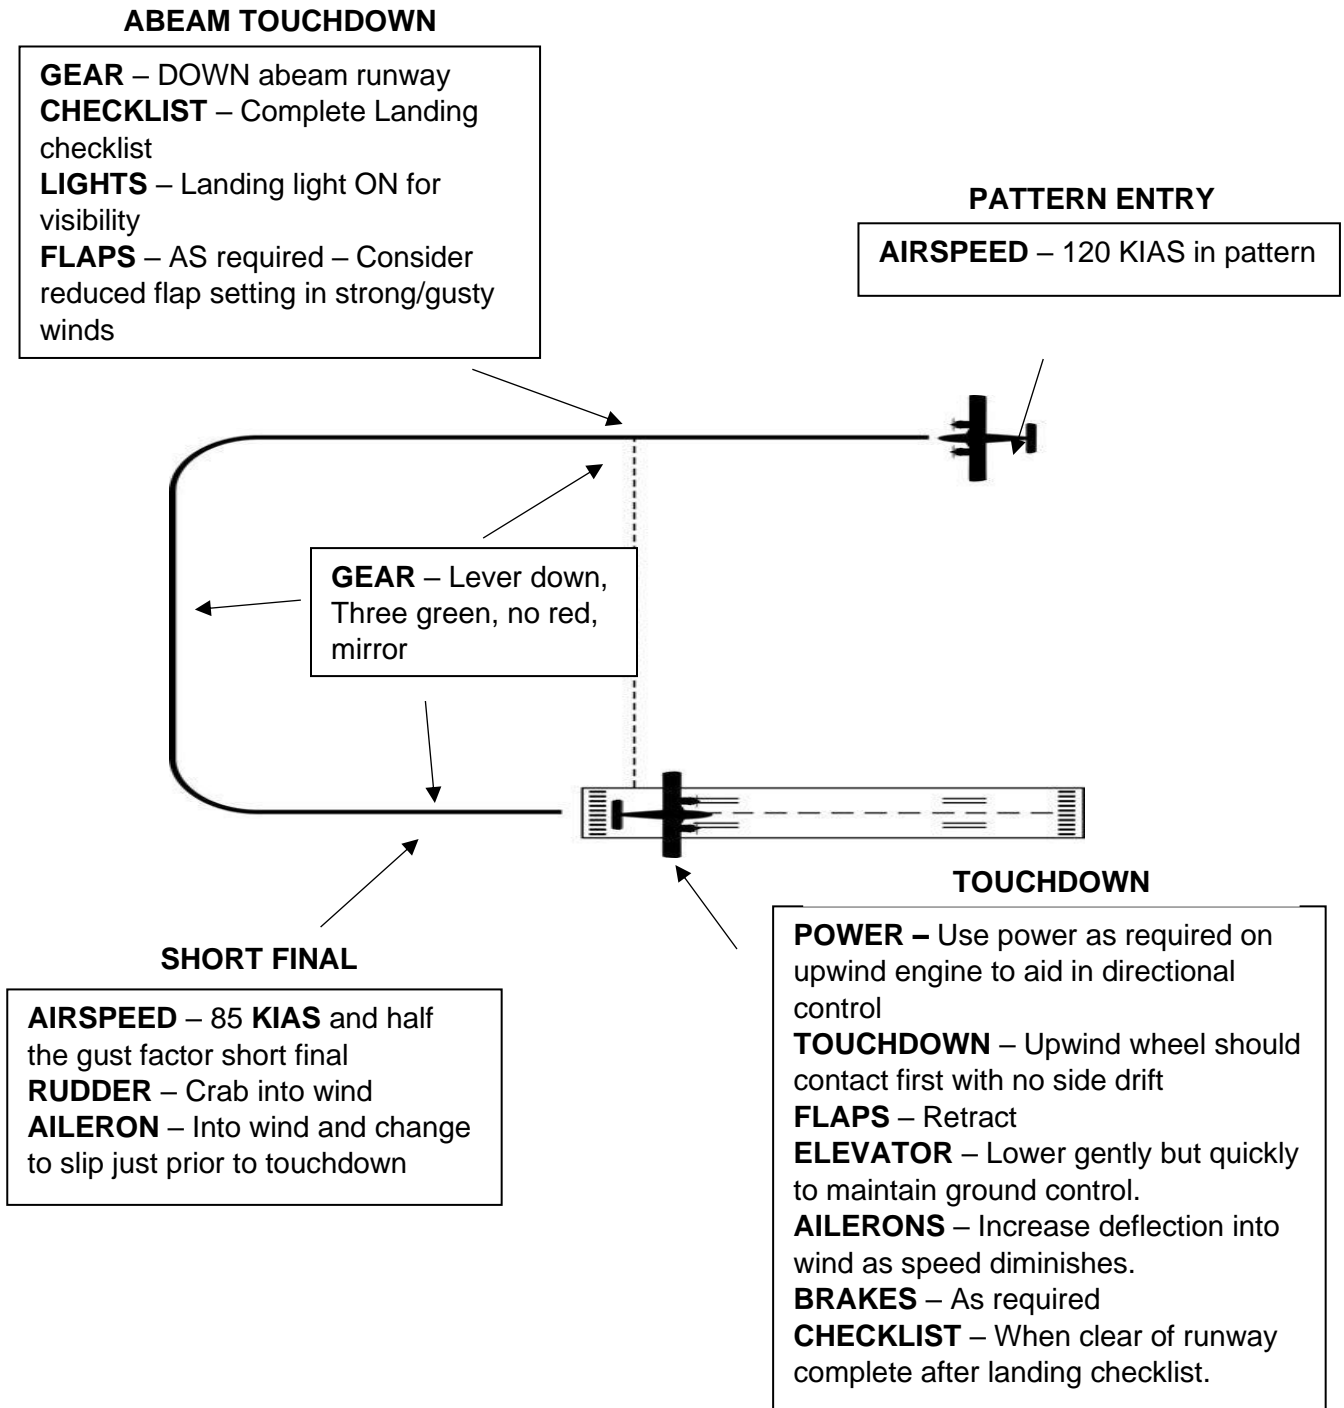 ABEAM TOUCHDOWN
GEAR – DOWN abeam runway
CHECKLIST – Complete Landing
checklist
LIGHTS – Landing light ON for
visibility
FLAPS – AS required – Consider
reduced flap setting in strong/gusty
winds
PATTERN ENTRY
AIRSPEED – 120 KIAS in pattern
GEAR – Lever down,
Three green, no red,
mirror
SHORT FINAL
AIRSPEED – 85 KIAS and half
the gust factor short final
RUDDER – Crab into wind
AILERON – Into wind and change
to slip just prior to touchdown
TOUCHDOWN
POWER – Use power as required on
upwind engine to aid in directional
control
TOUCHDOWN – Upwind wheel should
contact first with no side drift
FLAPS – Retract
ELEVATOR – Lower gently but quickly
to maintain ground control.
AILERONS – Increase deflection into
wind as speed diminishes.
BRAKES – As required
CHECKLIST – When clear of runway
complete after landing checklist.